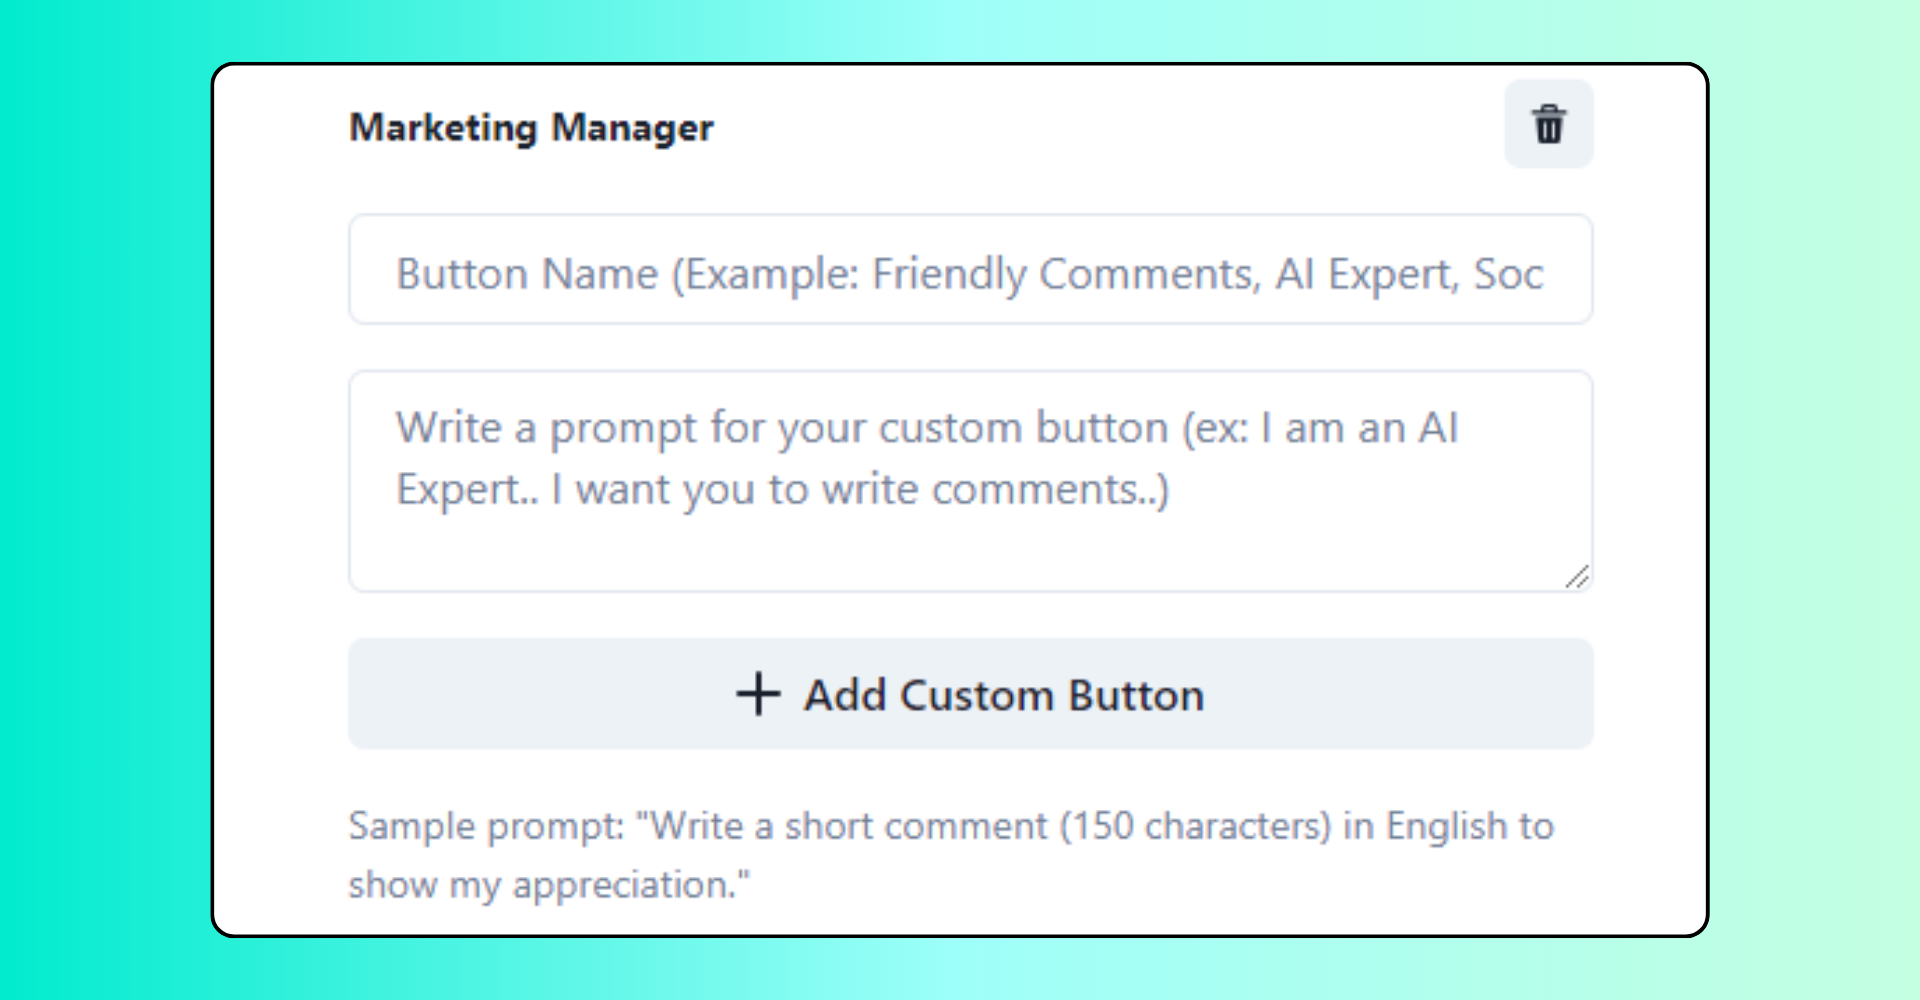 Marketing Manager
Button Name (Example: Friendly Comments, AI Expert, Soc
Write a prompt for your custom button (ex: I am an AI
Expert.. I want you to write comments..)
Add Custom Button
Sample prompt: "Write a short comment (150 characters) in English to
show my appreciation."